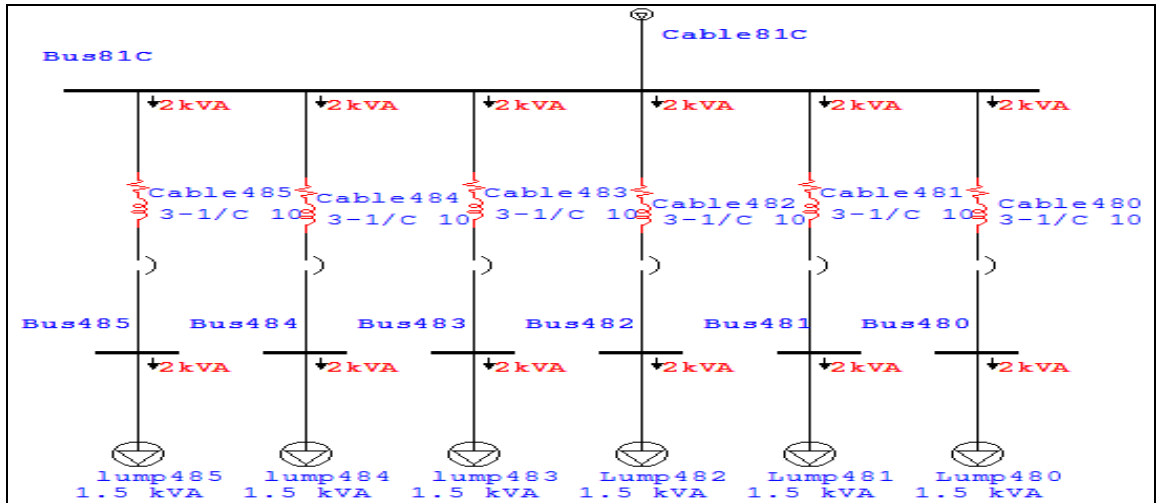 Cable81C
Bus81C
2kVA 2kVA 2kVA 2kVA 2kVA 2kVA
Cable485 Cable484 Cable483 Cable482 Cable481 Cable480
3-1/C 10 3-1/C 10 3-1/C 10 3-1/C 10 3-1/C 10 3-1/C 10
Bus485 Bus484 Bus483 Bus482 Bus481 Bus480
2kVA 2kVA 2kVA 2kVA 2kVA 2kVA
lump485 lump484 lump483 Lump482 Lump481 Lump480
1.5 kVA 1.5 kVA 1.5 kVA 1.5 kVA 1.5 kVA 1.5 kVA